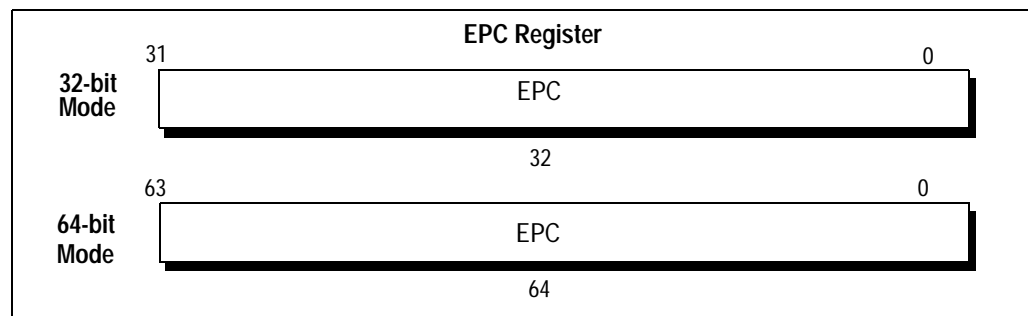 EPC Register
31 0
32-bit
Mode
EPC
32
63 0
64-bit
Mode
EPC
64